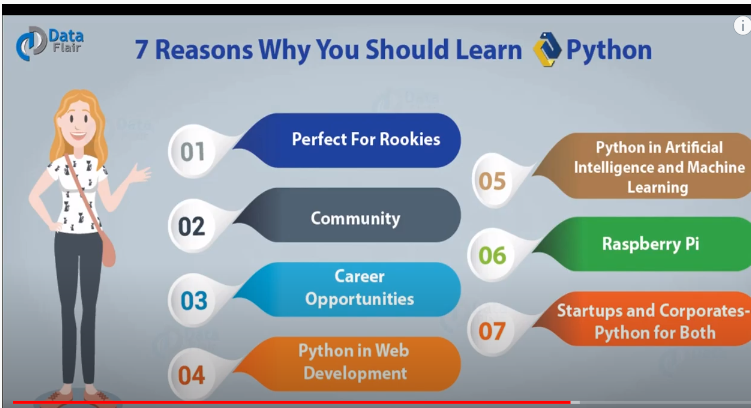 Data
Flair
7 Reasons Why You Should Learn Python
i
01
Perfect For Rookies
02
Community
03
Career
Opportunities
04
Python in Web
Development
05
Python in Artificial
Intelligence and Machine
Learning
06
Raspberry Pi
07
Startups and Corporates-
Python for Both